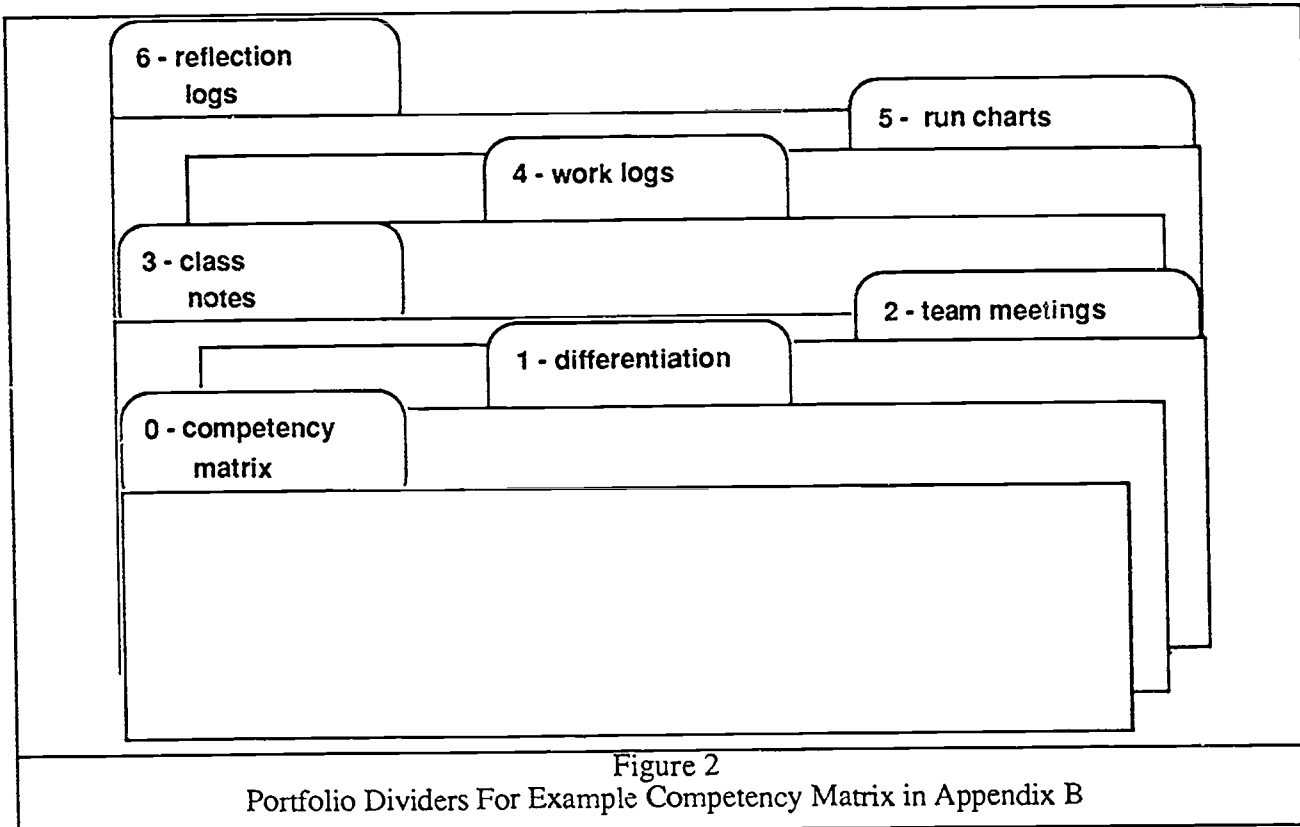 6 - reflection
logs
5 - run charts
4 - work logs
3 - class
notes
2 - team meetings
1 - differentiation
0 - competency
matrix
Figure 2
Portfolio Dividers For Example Competency Matrix in Appendix B